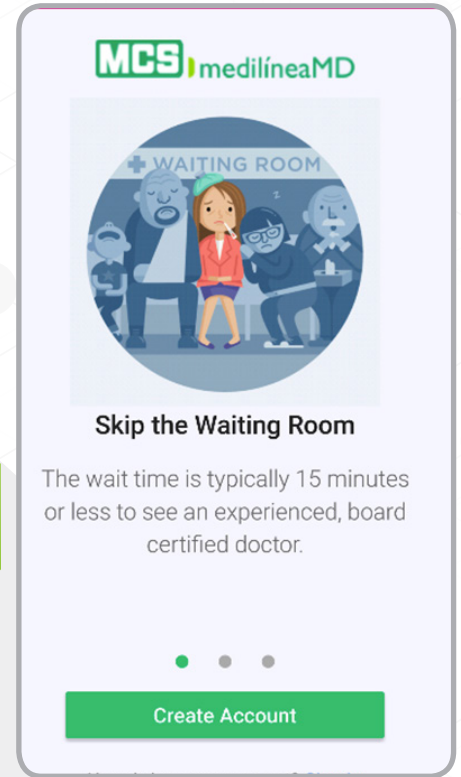 MCS medilíneaMD
WAITING ROOM
z
Skip the Waiting Room
The wait time is typically 15 minutes
or less to see an experienced, board
certified doctor.
Create Account